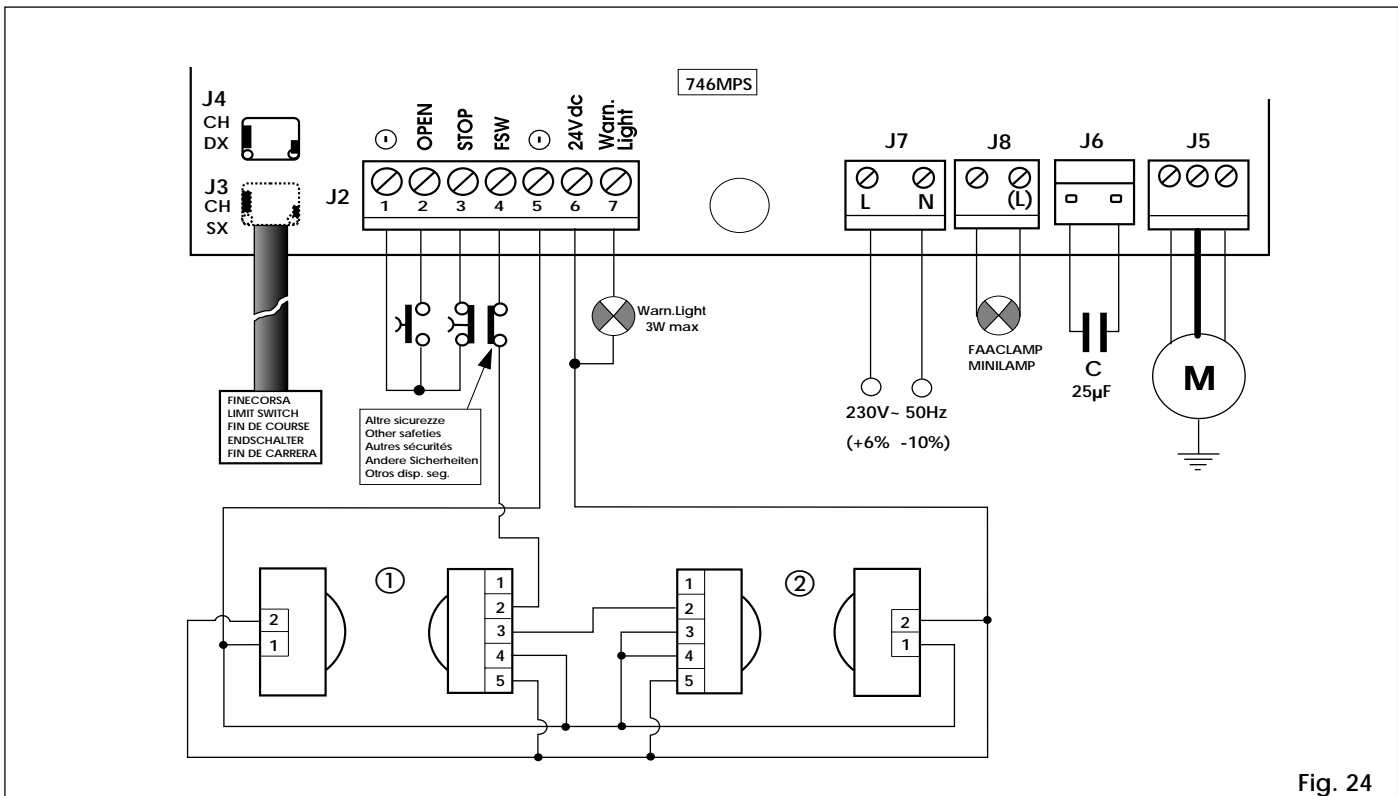 746MPS
J4
CH
DX
J3
CH
SX
J2
⊖ OPEN STOP FSW ⊖ 24Vdc Warn. Light
1 2 3 4 5 6 7
J7 J8 J6 J5
L N (L)
Warn.Light
3W max
FAACLAMP
MINILAMP
C
25µF
M
230V~ 50Hz
(+6% -10%)
FINECORSA
LIMIT SWITCH
FIN DE COURSE
ENDSCHALTER
FIN DE CARRERA
Altre sicurezze
Other safeties
Autres sécurités
Andere Sicherheiten
Otros disp. seg.
①
2
1
1
2
3
4
5
②
1
2
3
4
5
2
1
Fig. 24